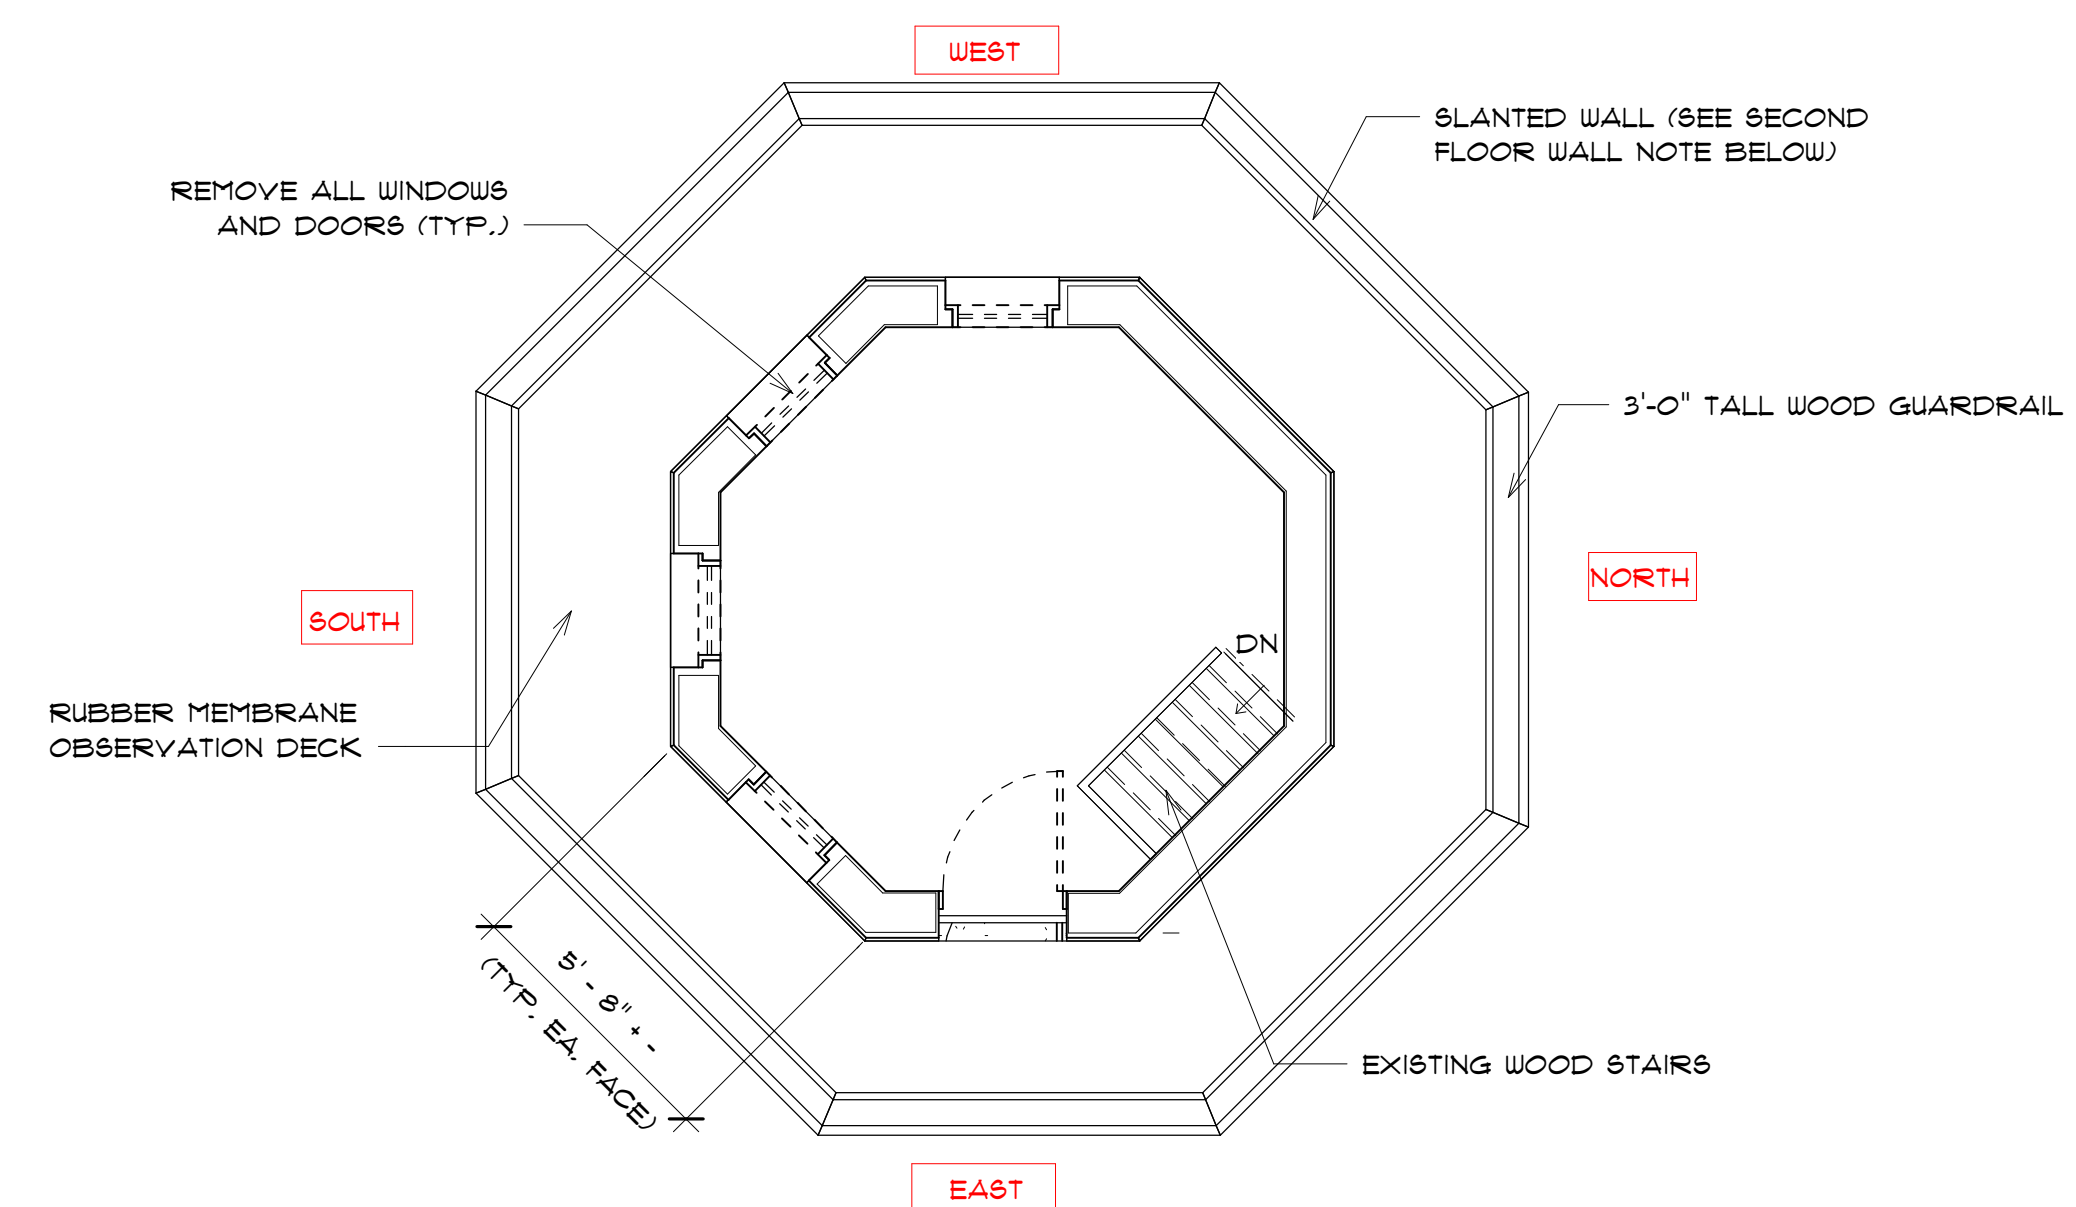 WEST
SLANTED WALL (SEE SECOND
FLOOR WALL NOTE BELOW)
REMOVE ALL WINDOWS
AND DOORS (TYP.)
3'-0" TALL WOOD GUARDRAIL
NORTH
SOUTH
DN
RUBBER MEMBRANE
OBSERVATION DECK
5' - 8" + -
(TYP. EA. FACE)
EXISTING WOOD STAIRS
EAST